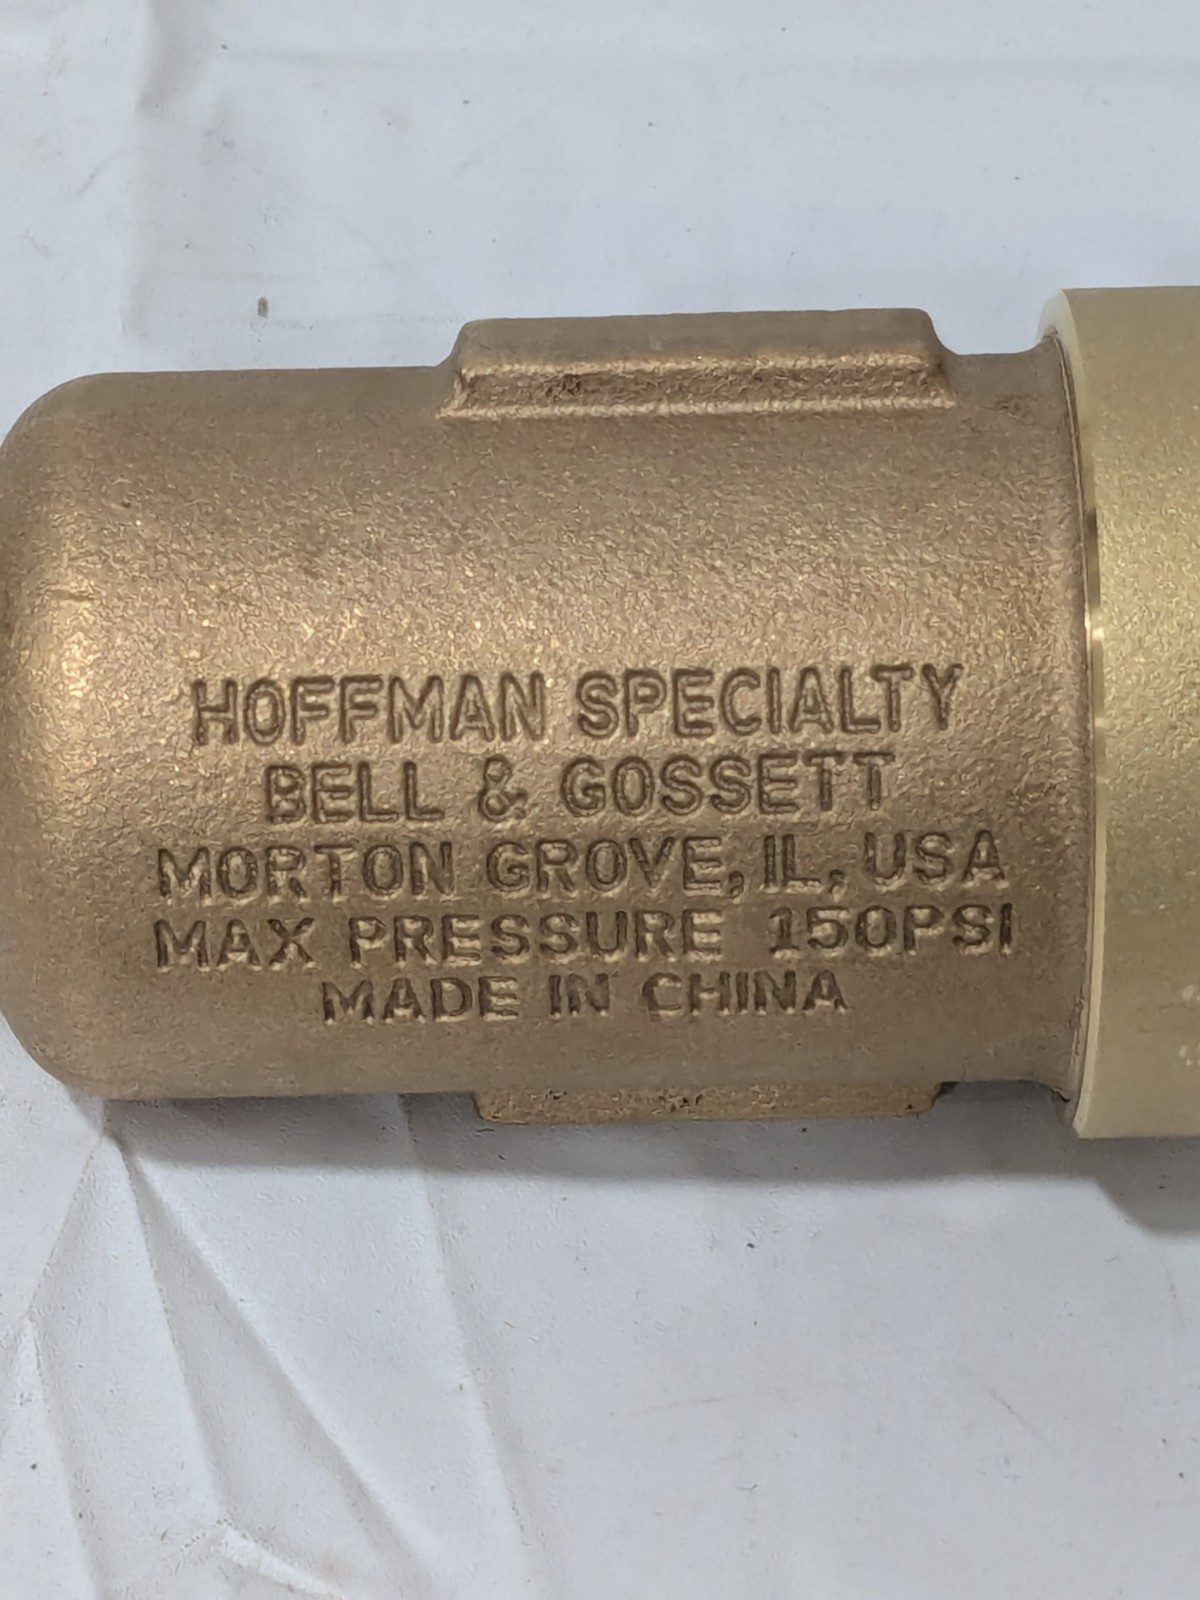 HOFFMAN SPECIALTY
BELL & GOSSETT
MORTON GROVE, IL, USA
MAX PRESSURE 150PSI
MADE IN CHINA